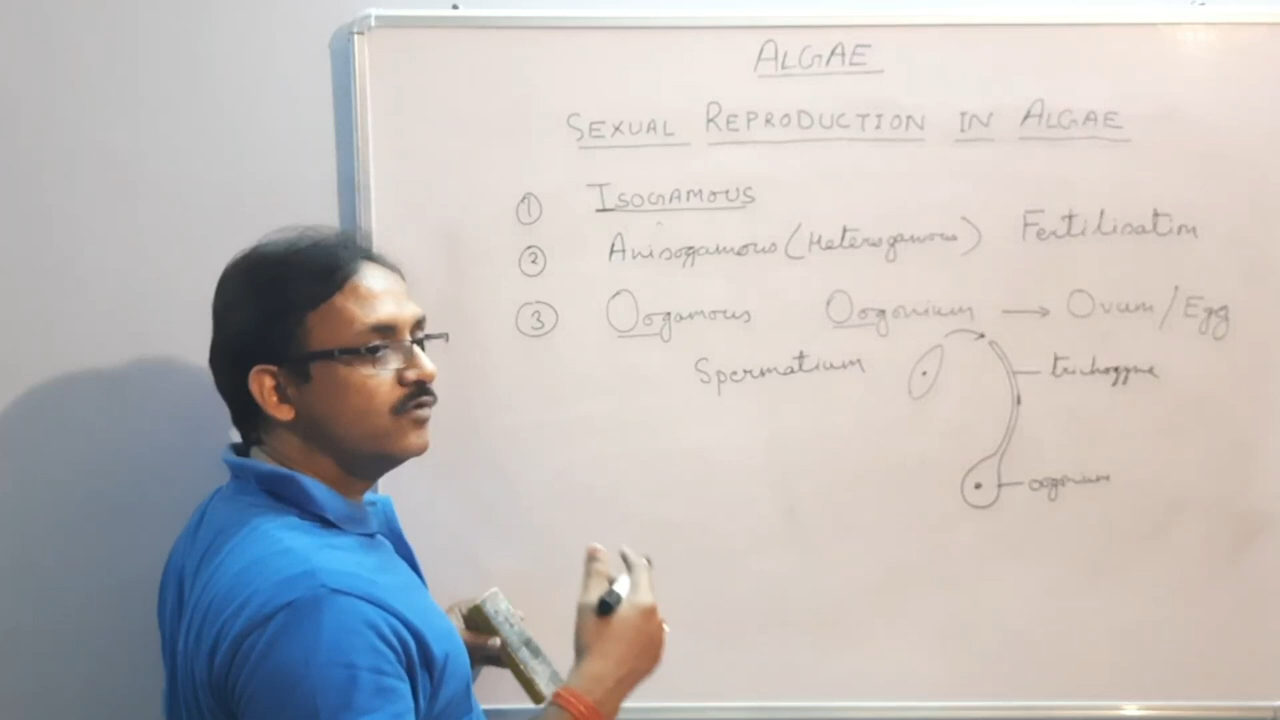 ALGAE
SEXUAL REPRODUCTION IN ALGAE
① ISOGAMOUS
② Anisogamous (Heterogamous) Fertilisation
③ Oogamous Oogonium → Ovum/Egg
Spermatium trichogyne
oogonium